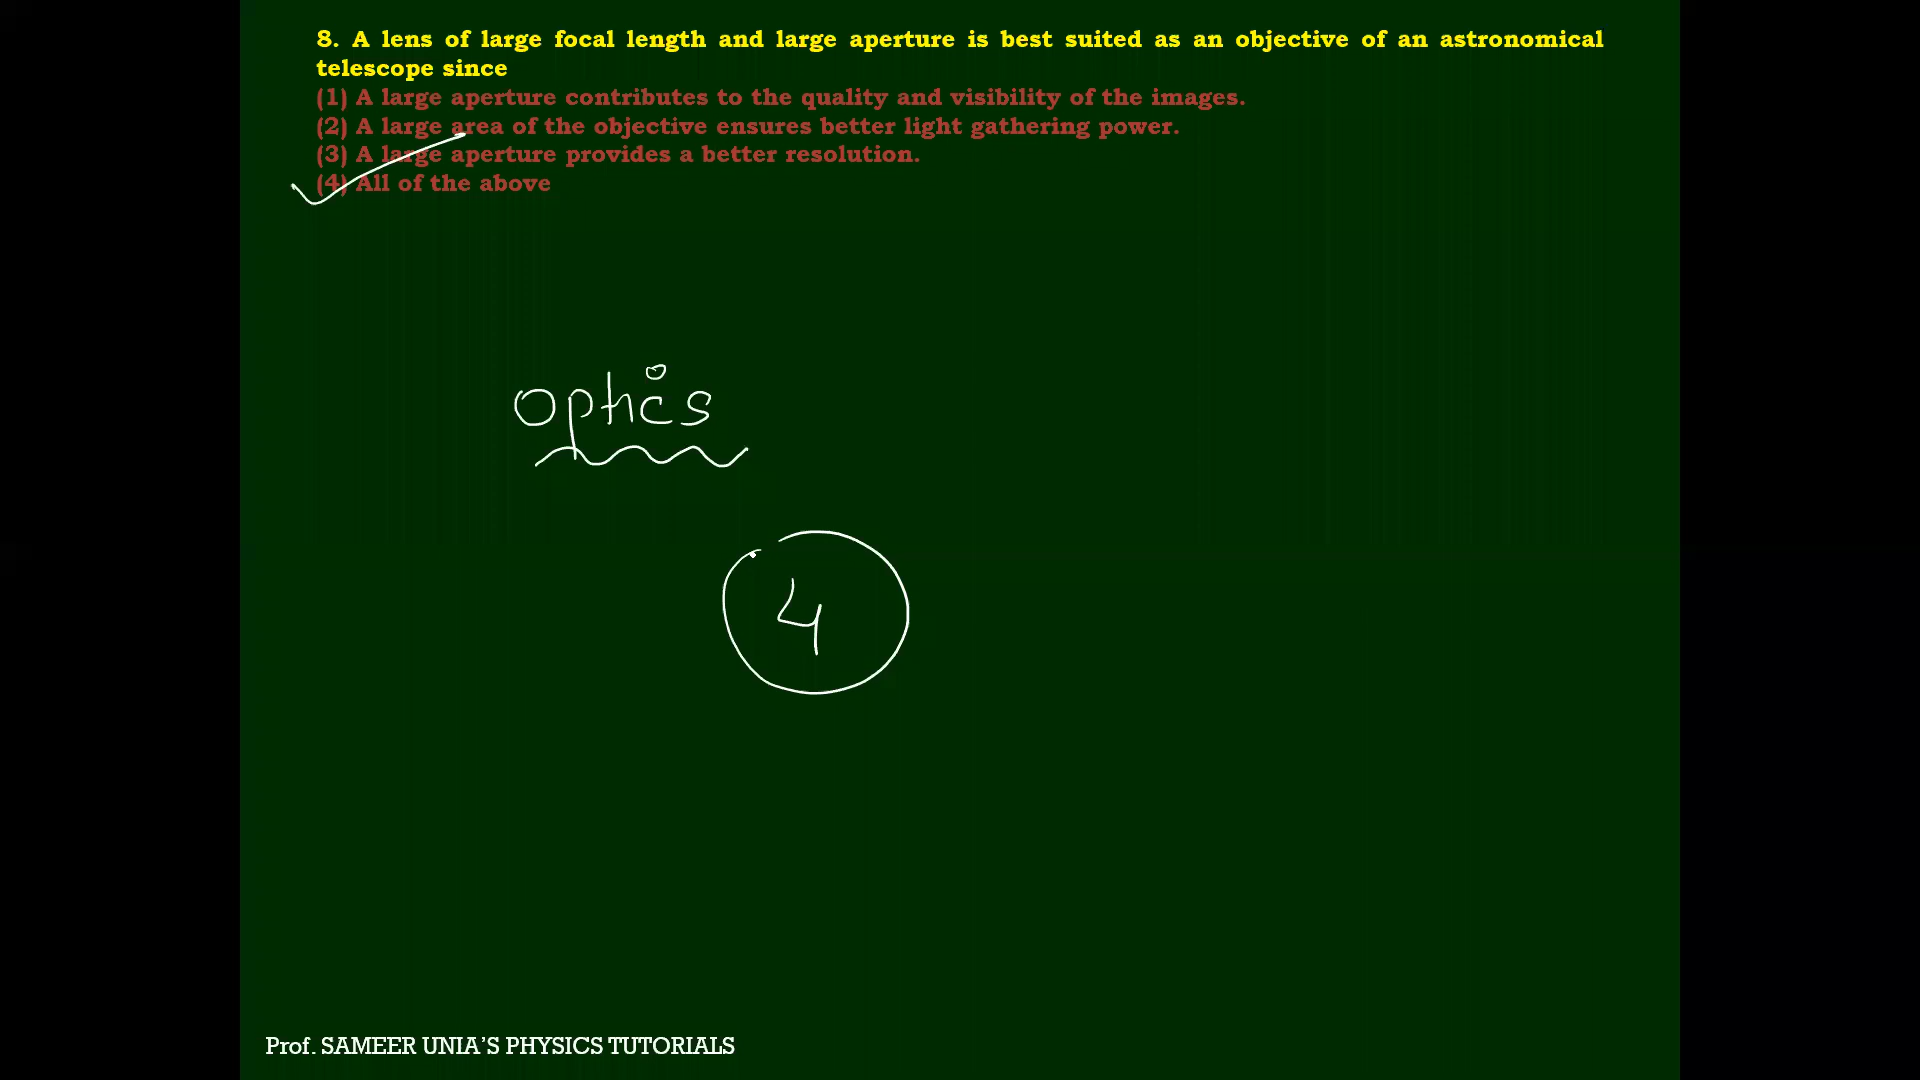 8. A lens of large focal length and large aperture is best suited as an objective of an astronomical
telescope since
(1) A large aperture contributes to the quality and visibility of the images.
(2) A large area of the objective ensures better light gathering power.
(3) A large aperture provides a better resolution.
(4) All of the above
optics
4
Prof. SAMEER UNIA'S PHYSICS TUTORIALS